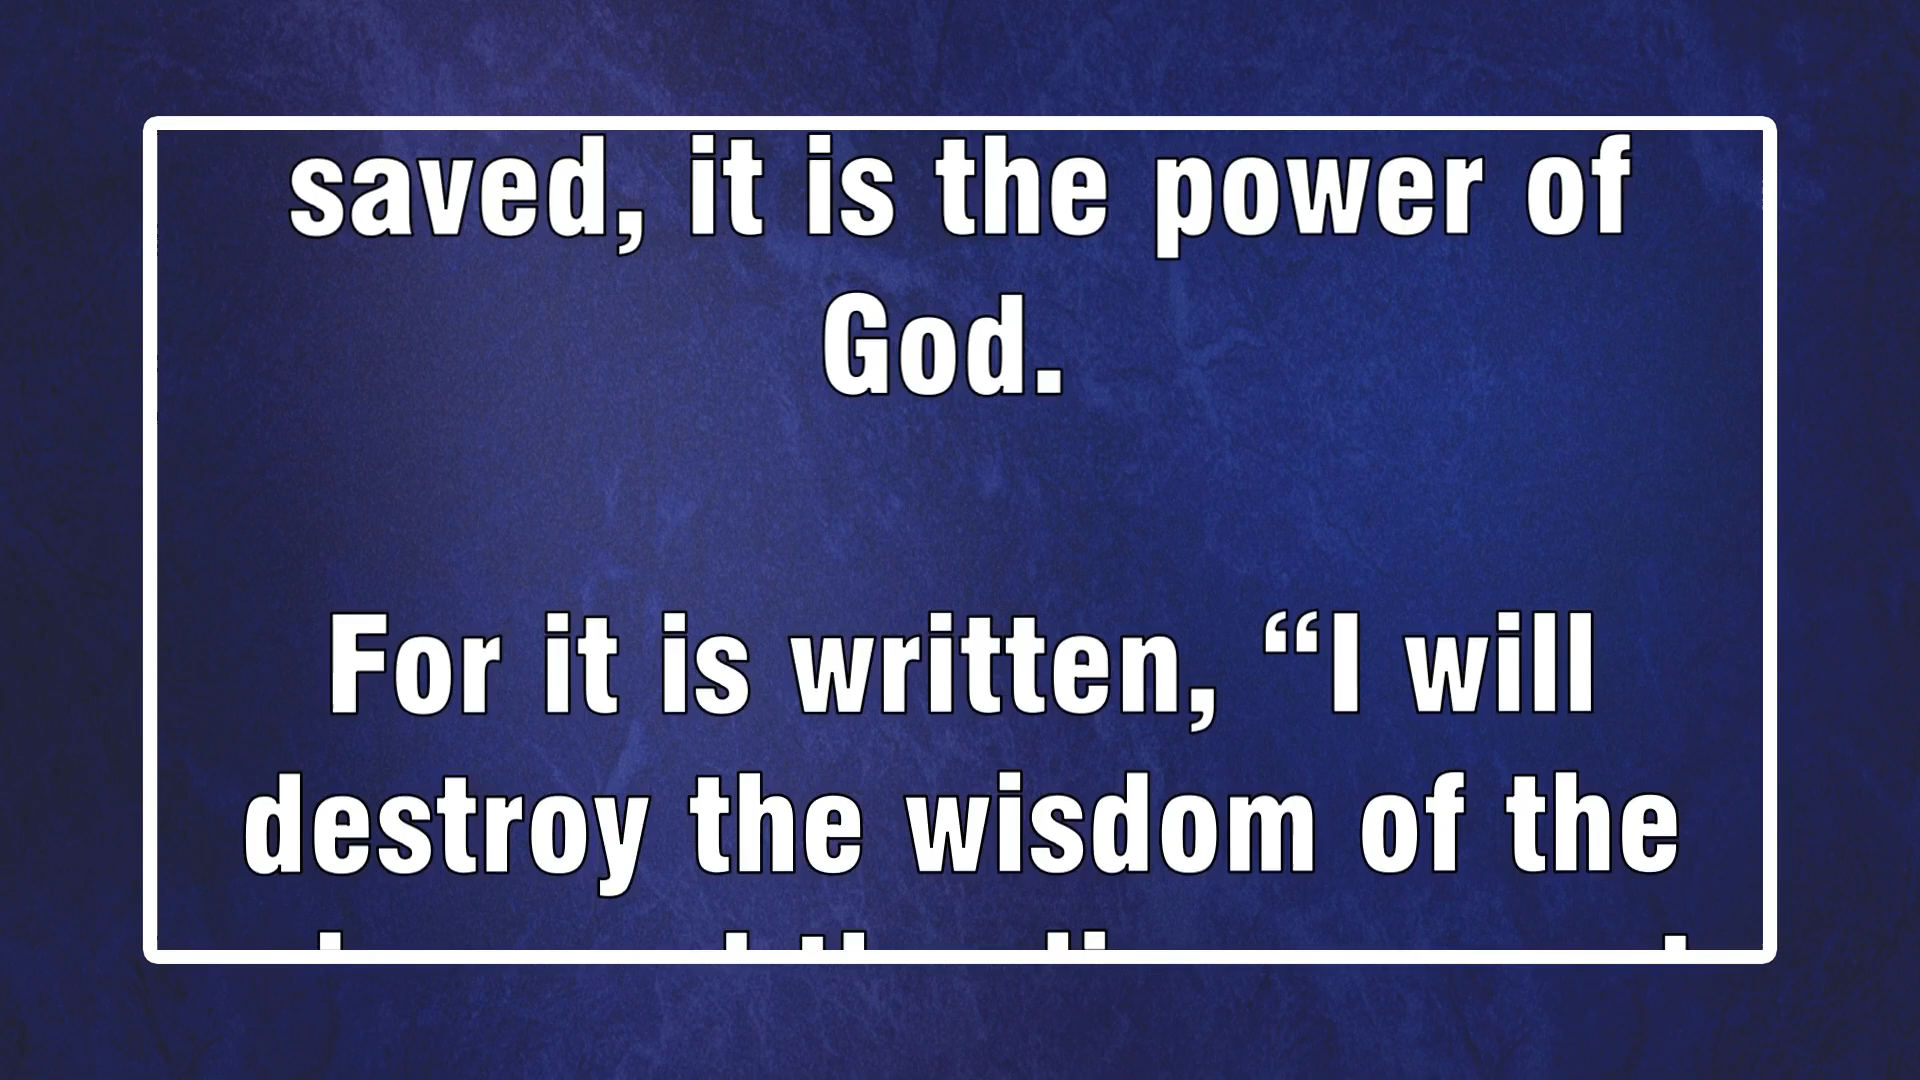 saved, it is the power of
God.
For it is written, “I will
destroy the wisdom of the